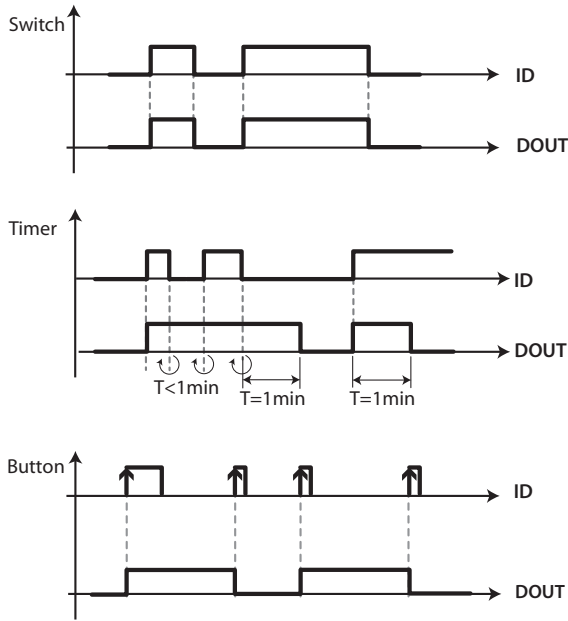 Switch
ID
DOUT
Timer
ID
DOUT
T<1min
T=1min
T=1min
Button
ID
DOUT